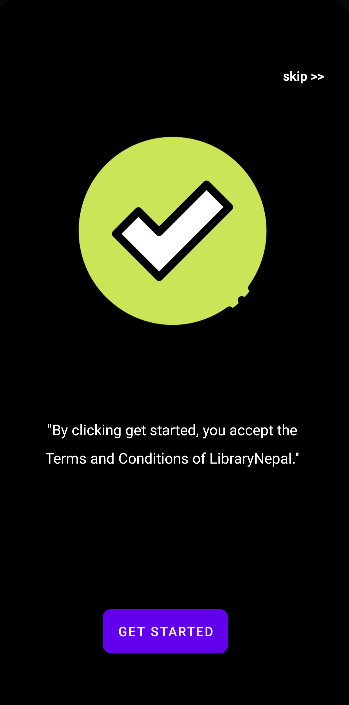 skip >>
"By clicking get started, you accept the
Terms and Conditions of LibraryNepal."
GET STARTED